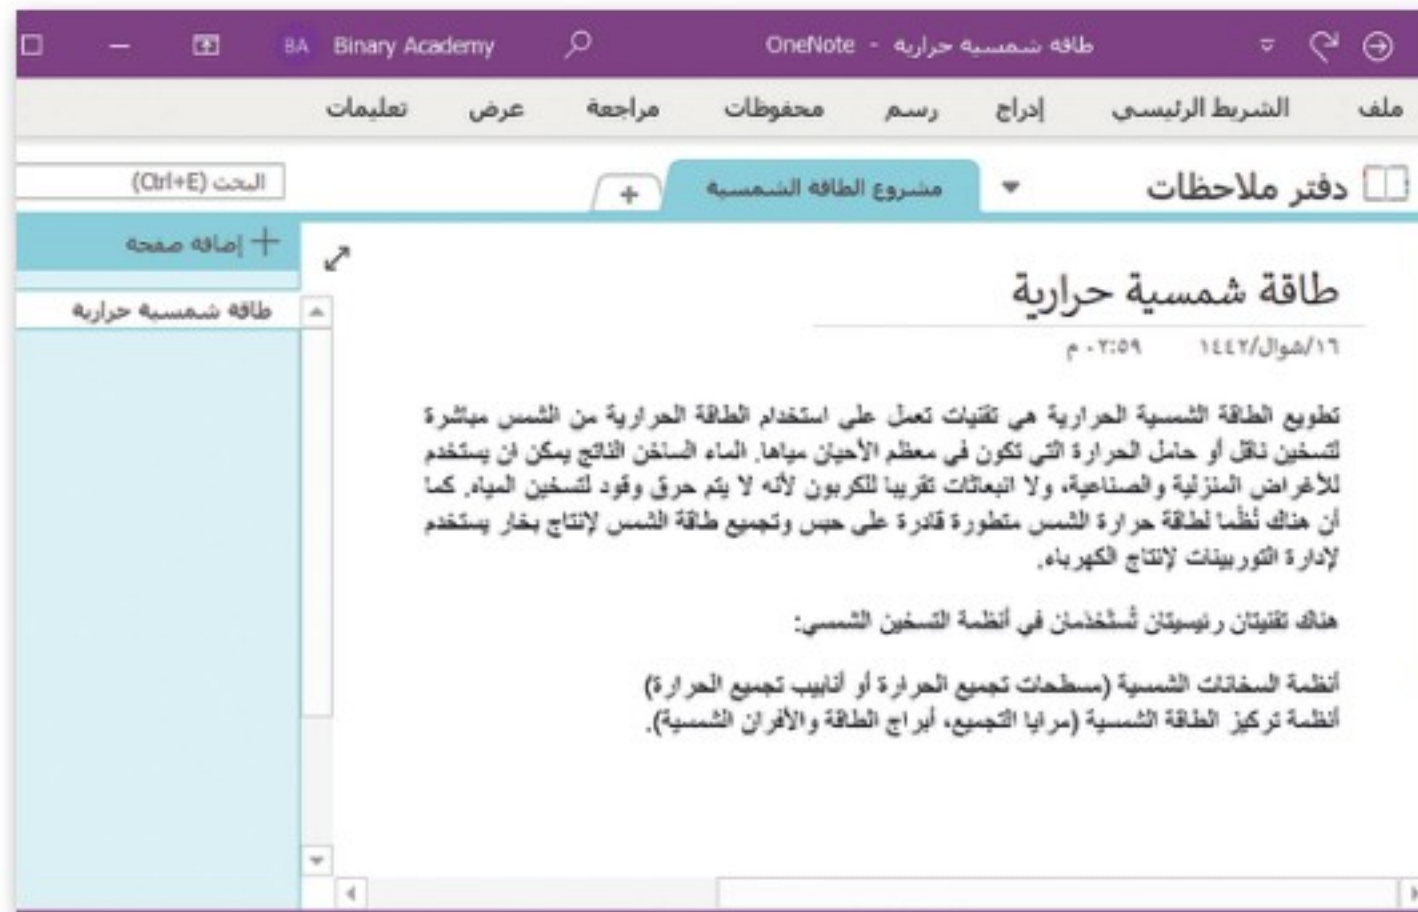 طاقة شمسية حرارية - OneNote
Binary Academy BA
ملف الشريط الرئيسي إدراج رسم محفوظات مراجعة عرض تعليمات
دفتر ملاحظات
مشروع الطاقة الشمسية
+
البحث (Ctrl+E)
+ إضافة صفحة
طاقة شمسية حرارية
طاقة شمسية حرارية
١٦/شوال/١٤٤٢ ٠٢:٥٩ م
تطويع الطاقة الشمسية الحرارية هي تقنيات تعمل على استخدام الطاقة الحرارية من الشمس مباشرة
لتسخين ناقل أو حامل الحرارة التي تكون في معظم الأحيان مياها. الماء الساخن الناتج يمكن ان يستخدم
للأغراض المنزلية والصناعية، ولا انبعاثات تقريبا للكربون لأنه لا يتم حرق وقود لتسخين المياه. كما
أن هناك نُظُما لطاقة حرارة الشمس متطورة قادرة على حبس وتجميع طاقة الشمس لإنتاج بخار يستخدم
لإدارة التوربينات لإنتاج الكهرباء.
هناك تقنيتان رئيسيتان تُستَخدَمان في أنظمة التسخين الشمسي:
أنظمة السخانات الشمسية (مسطحات تجميع الحرارة أو أنابيب تجميع الحرارة)
أنظمة تركيز الطاقة الشمسية (مرايا التجميع، أبراج الطاقة والأفران الشمسية).